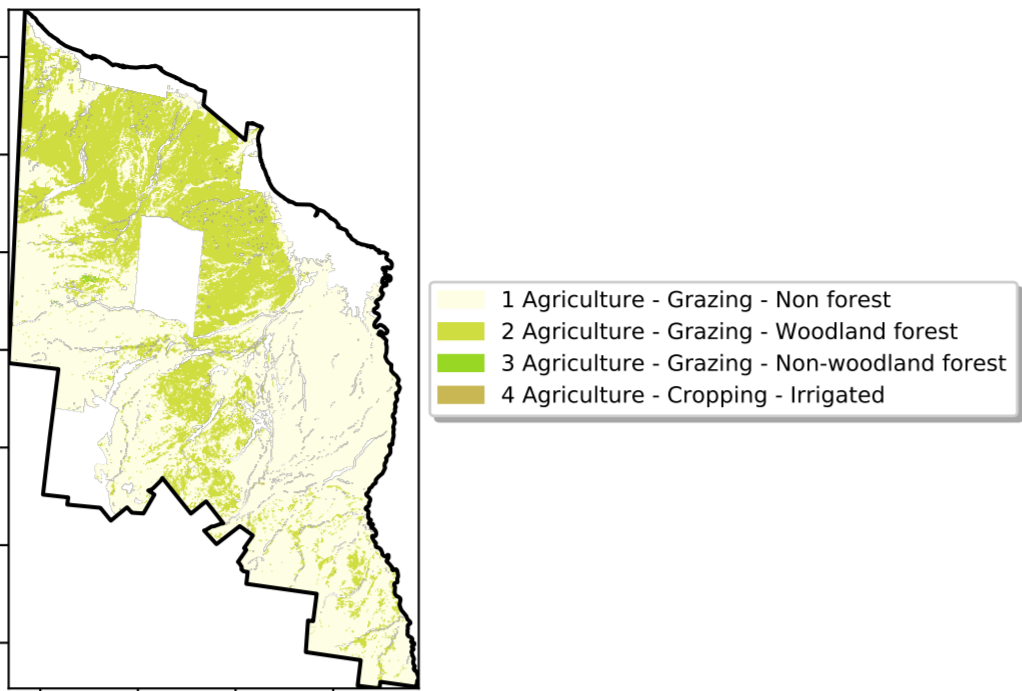 1 Agriculture - Grazing - Non forest
2 Agriculture - Grazing - Woodland forest
3 Agriculture - Grazing - Non-woodland forest
4 Agriculture - Cropping - Irrigated